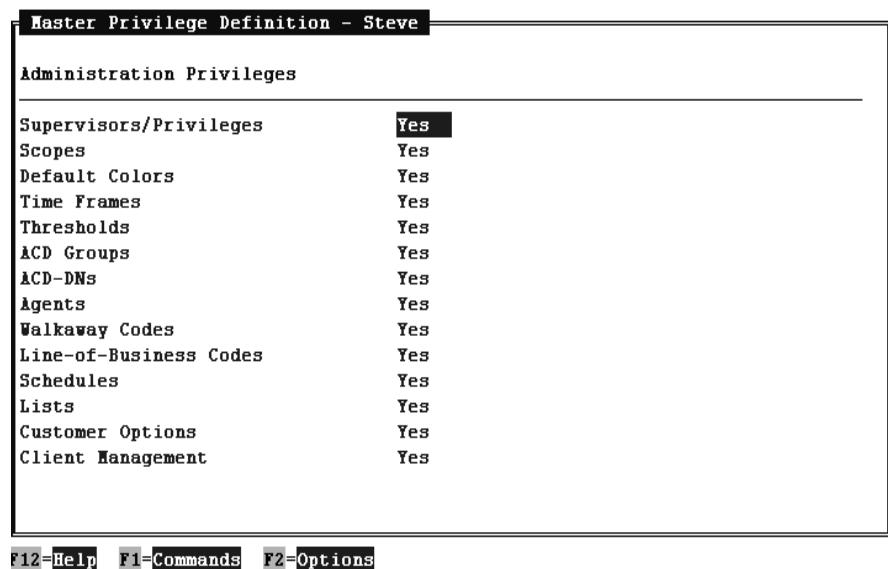 Master Privilege Definition - Steve
Administration Privileges
Supervisors/Privileges Yes
Scopes Yes
Default Colors Yes
Time Frames Yes
Thresholds Yes
ACD Groups Yes
ACD-DNs Yes
Agents Yes
Walkaway Codes Yes
Line-of-Business Codes Yes
Schedules Yes
Lists Yes
Customer Options Yes
Client Management Yes
F12=Help F1=Commands F2=Options